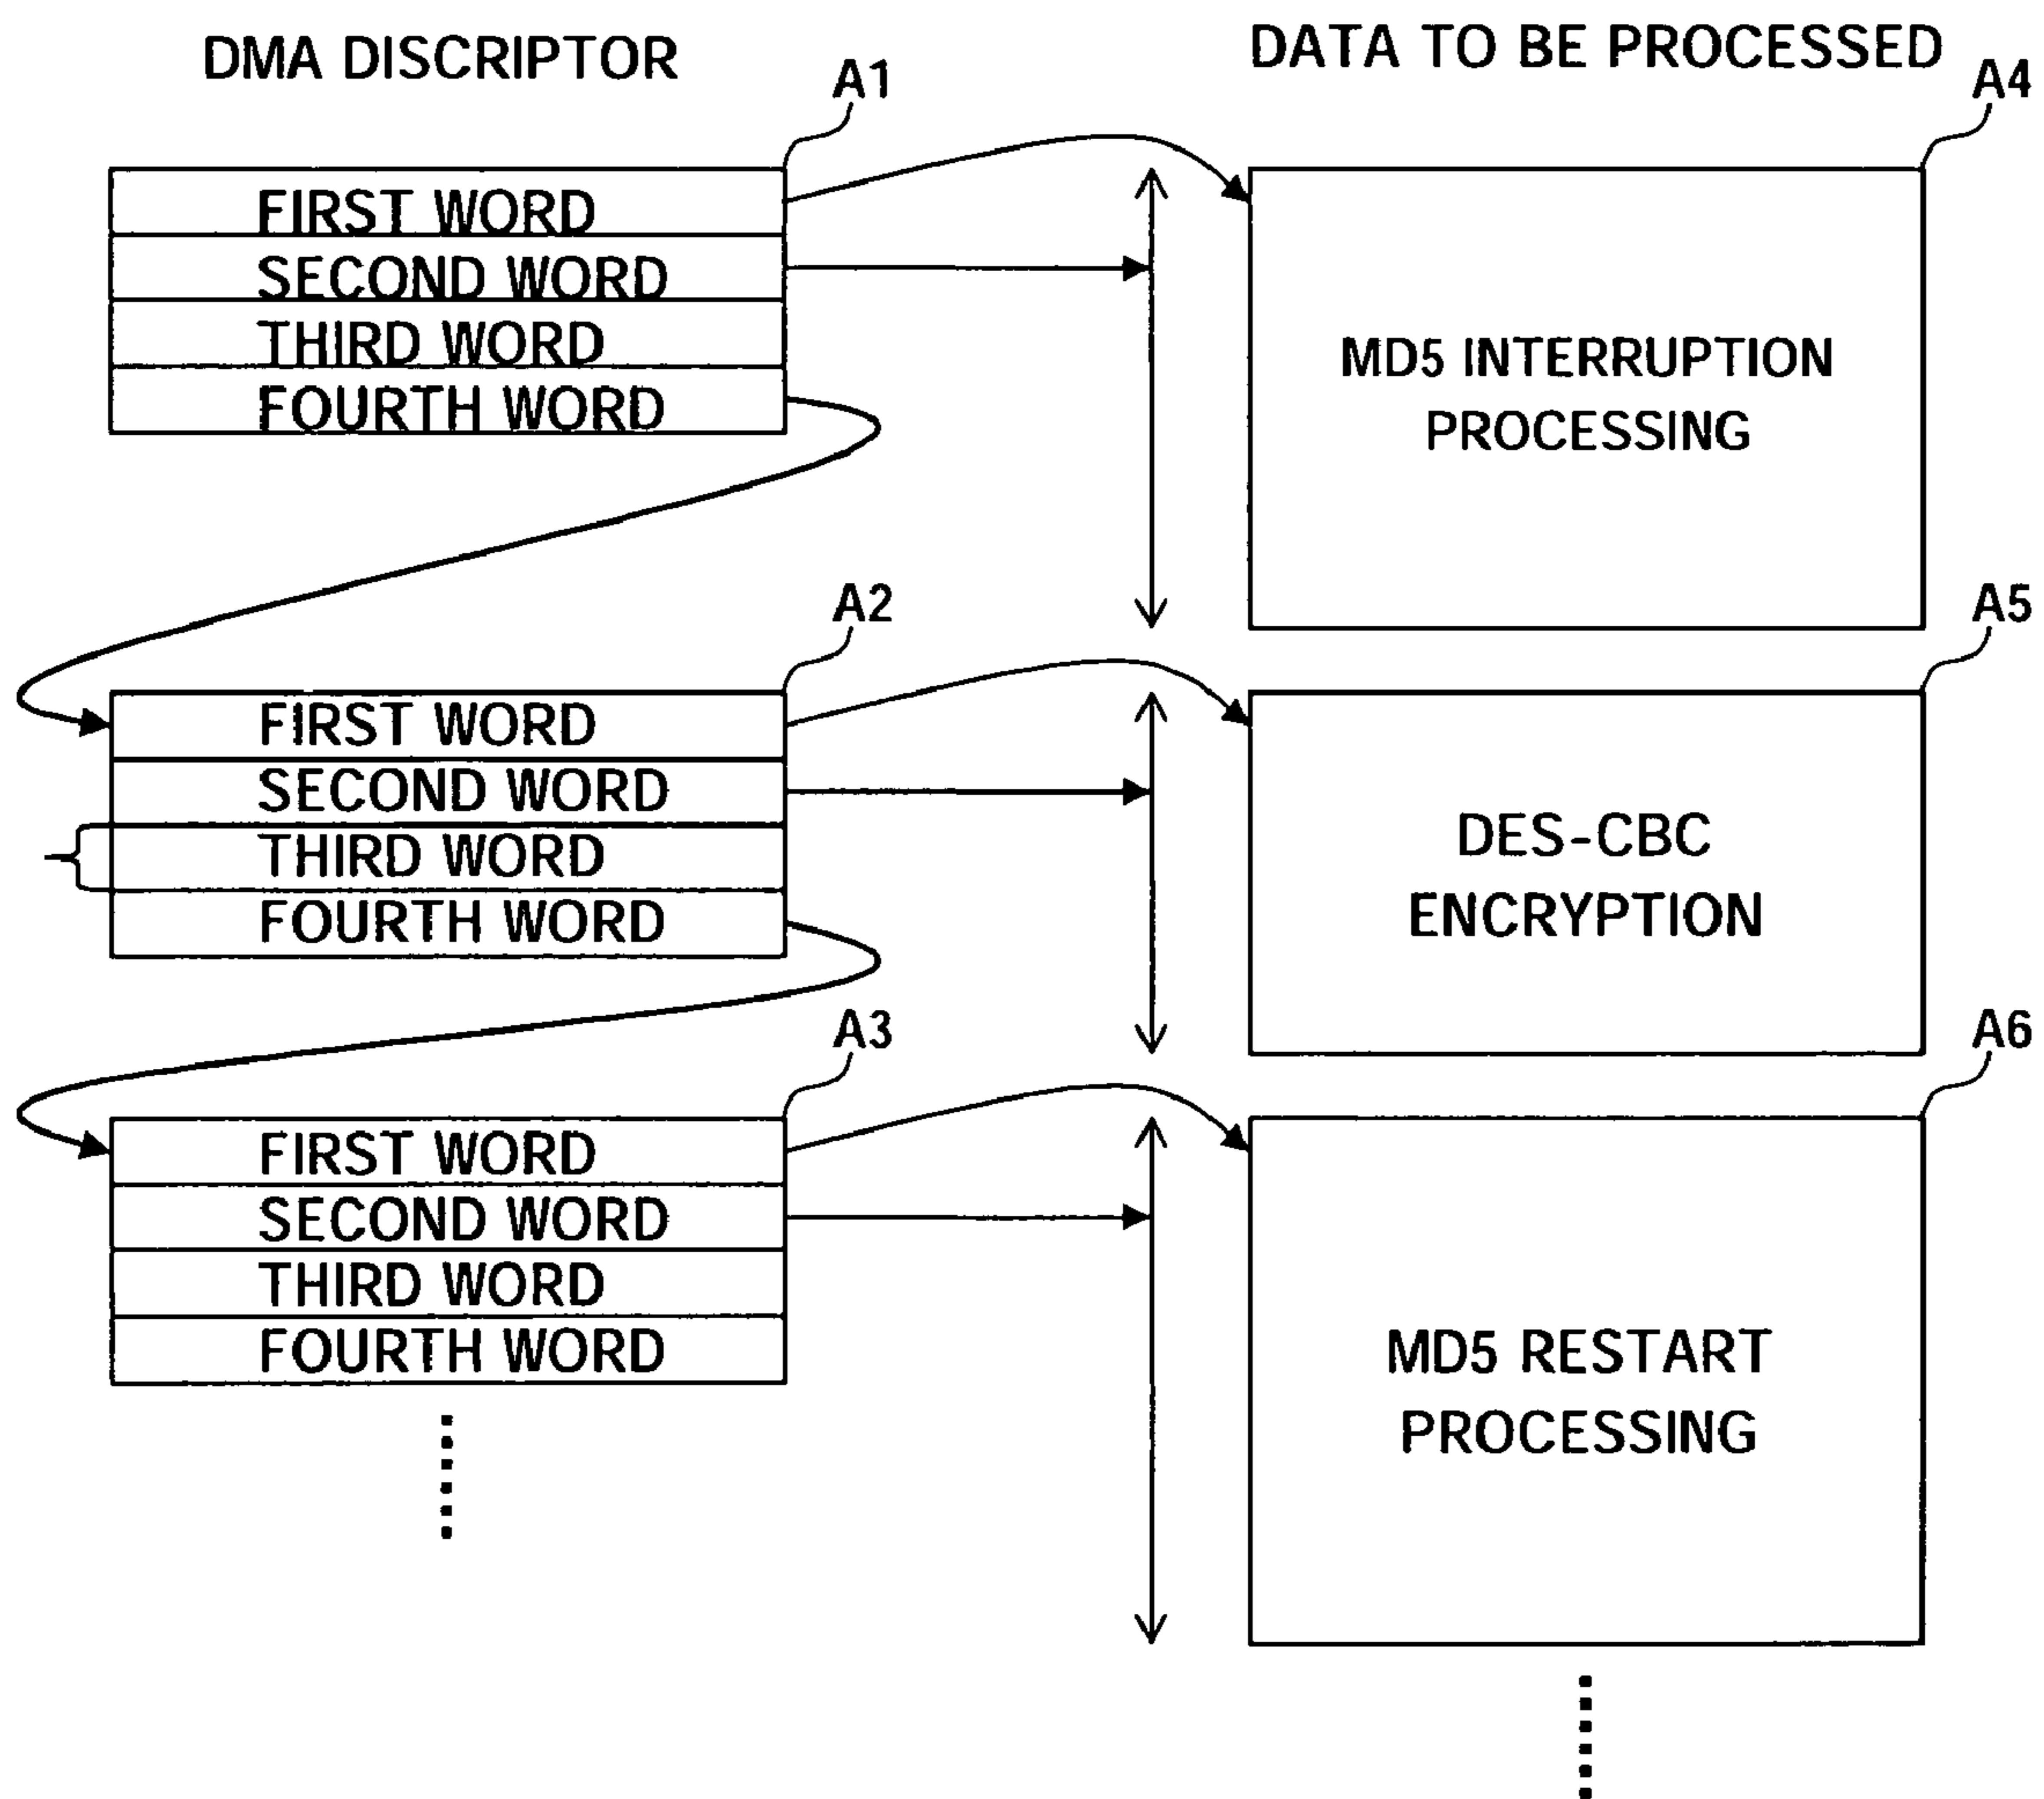 DMA DISCRIPTOR
DATA TO BE PROCESSED
A1
FIRST WORD
SECOND WORD
THIRD WORD
FOURTH WORD
A4
MD5 INTERRUPTION
PROCESSING
A2
FIRST WORD
SECOND WORD
THIRD WORD
FOURTH WORD
A5
DES-CBC
ENCRYPTION
A3
FIRST WORD
SECOND WORD
THIRD WORD
FOURTH WORD
A6
MD5 RESTART
PROCESSING